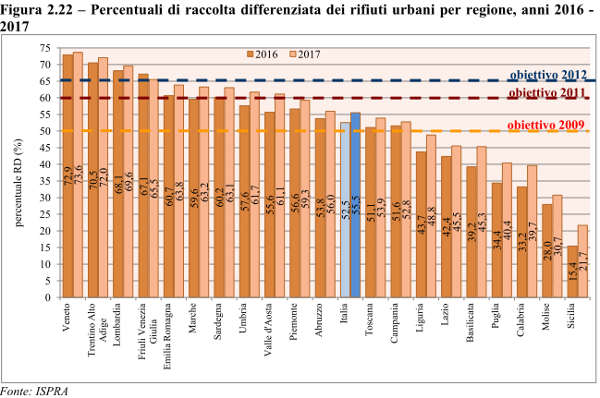 Figura 2.22 – Percentuali di raccolta differenziata dei rifiuti urbani per regione, anni 2016 -
2017
2016 2017
percentuale RD (%)
75
70
65
60
55
50
45
40
35
30
25
20
15
10
5
0
obiettivo 2012
obiettivo 2011
obiettivo 2009
72,9 73,6
70,5 72,0
68,1 69,6
67,1 65,5
60,7 63,8
59,6 63,2
60,2 63,1
57,6 61,7
55,6 61,1
56,6 59,3
53,8 56,0
52,5 55,5
51,1 53,9
51,6 52,8
43,7 48,8
42,4 45,5
39,2 45,3
34,4 40,4
33,2 39,7
28,0 30,7
15,4 21,7
Veneto
Trentino Alto
Adige
Lombardia
Friuli Venezia
Giulia
Emilia Romagna
Marche
Sardegna
Umbria
Valle d'Aosta
Piemonte
Abruzzo
Italia
Toscana
Campania
Liguria
Lazio
Basilicata
Puglia
Calabria
Molise
Sicilia
Fonte: ISPRA